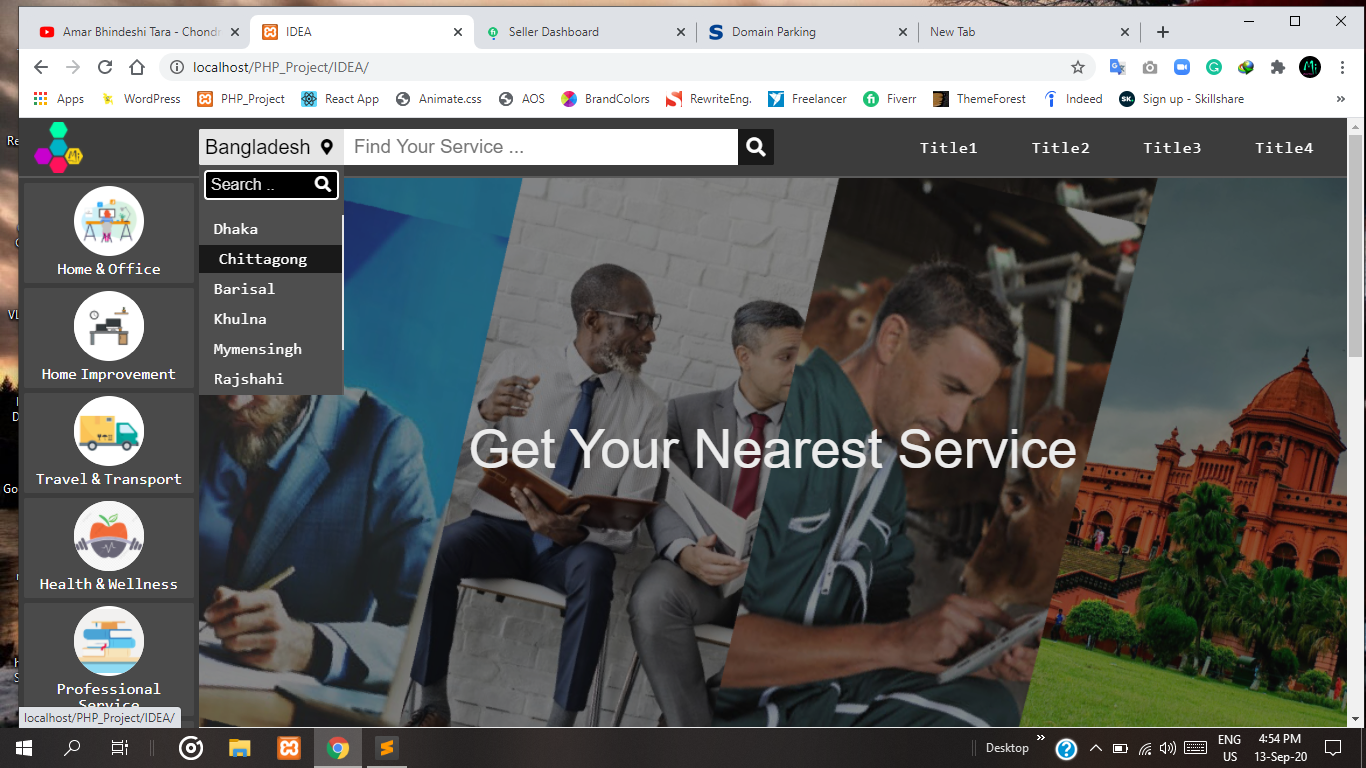 Amar Bhindeshi Tara - Chond
IDEA
Seller Dashboard
Domain Parking
New Tab
localhost/PHP_Project/IDEA/
Apps
WordPress
PHP_Project
React App
Animate.css
AOS
BrandColors
RewriteEng.
Freelancer
Fiverr
ThemeForest
Indeed
SK.
Sign up - Skillshare
»
Mi
Bangladesh
Find Your Service ...
Title1
Title2
Title3
Title4
Search ..
Dhaka
Chittagong
Barisal
Khulna
Mymensingh
Rajshahi
Home & Office
Home Improvement
Travel & Transport
Health & Wellness
Professional
Service
Get Your Nearest Service
localhost/PHP_Project/IDEA/
Desktop
»
ENG
US
4:54 PM
13-Sep-20